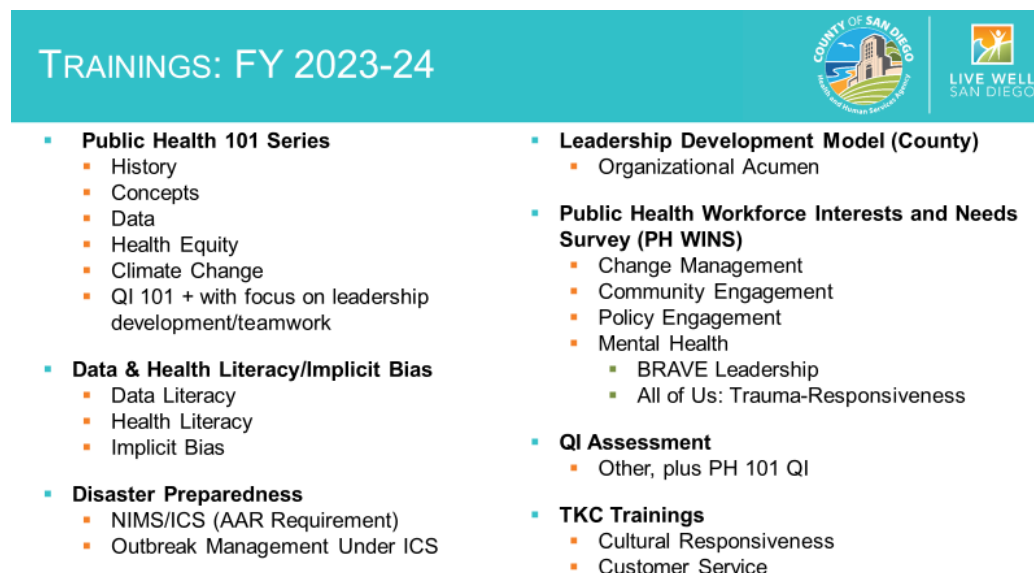 TRAININGS: FY 2023-24
COUNTY OF SAN DIEGO
Health and Human Services Agency
LIVE WELL
SAN DIEGO
Public Health 101 Series
History
Concepts
Data
Health Equity
Climate Change
QI 101 + with focus on leadership
development/teamwork
Data & Health Literacy/Implicit Bias
Data Literacy
Health Literacy
Implicit Bias
Disaster Preparedness
NIMS/ICS (AAR Requirement)
Outbreak Management Under ICS
Leadership Development Model (County)
Organizational Acumen
Public Health Workforce Interests and Needs
Survey (PH WINS)
Change Management
Community Engagement
Policy Engagement
Mental Health
BRAVE Leadership
All of Us: Trauma-Responsiveness
QI Assessment
Other, plus PH 101 QI
TKC Trainings
Cultural Responsiveness
Customer Service